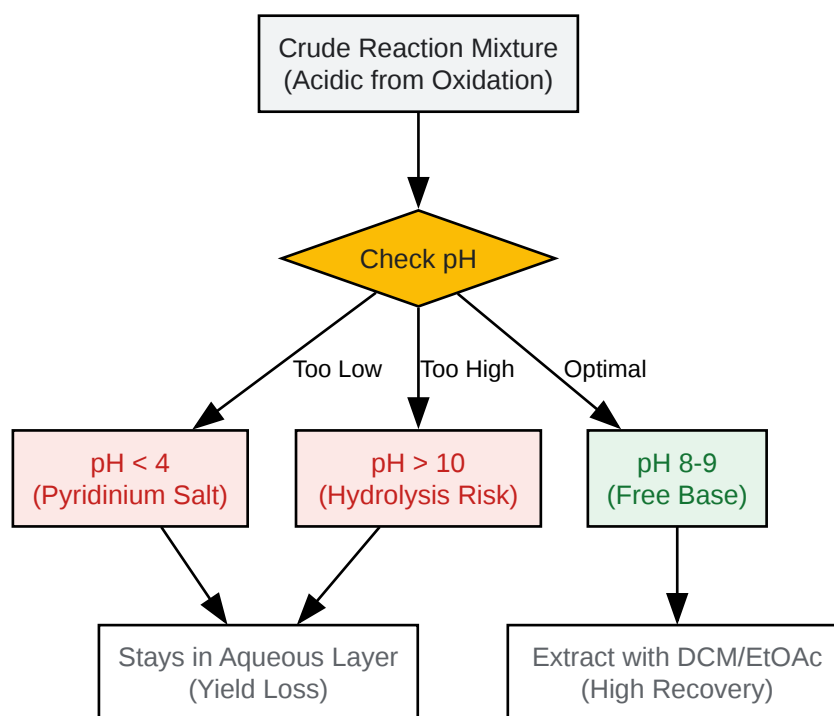 Crude Reaction Mixture
(Acidic from Oxidation)
Check pH
Too Low
Too High
Optimal
pH < 4
(Pyridinium Salt)
pH > 10
(Hydrolysis Risk)
pH 8-9
(Free Base)
Stays in Aqueous Layer
(Yield Loss)
Extract with DCM/EtOAc
(High Recovery)